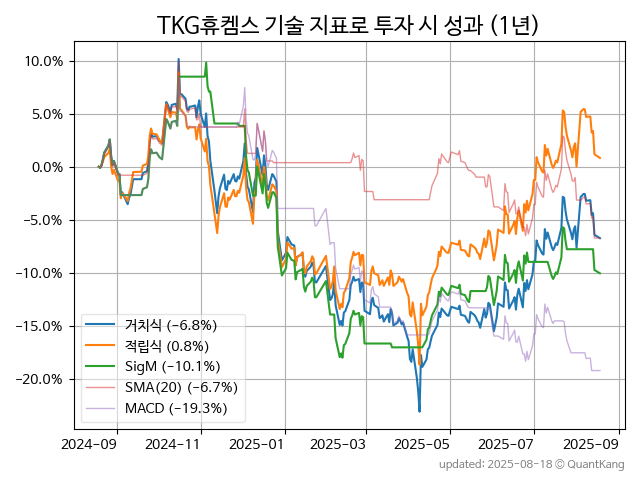 TKG휴켐스 기술 지표로 투자 시 성과 (1년)
10.0%
5.0%
0.0%
−5.0%
−10.0%
−15.0%
−20.0%
거치식 (−6.8%)
적립식 (0.8%)
SigM (−10.1%)
SMA(20) (−6.7%)
MACD (−19.3%)
2024−09 2024−11 2025−01 2025−03 2025−05 2025−07 2025−09
updated: 2025-08-18 © QuantKang